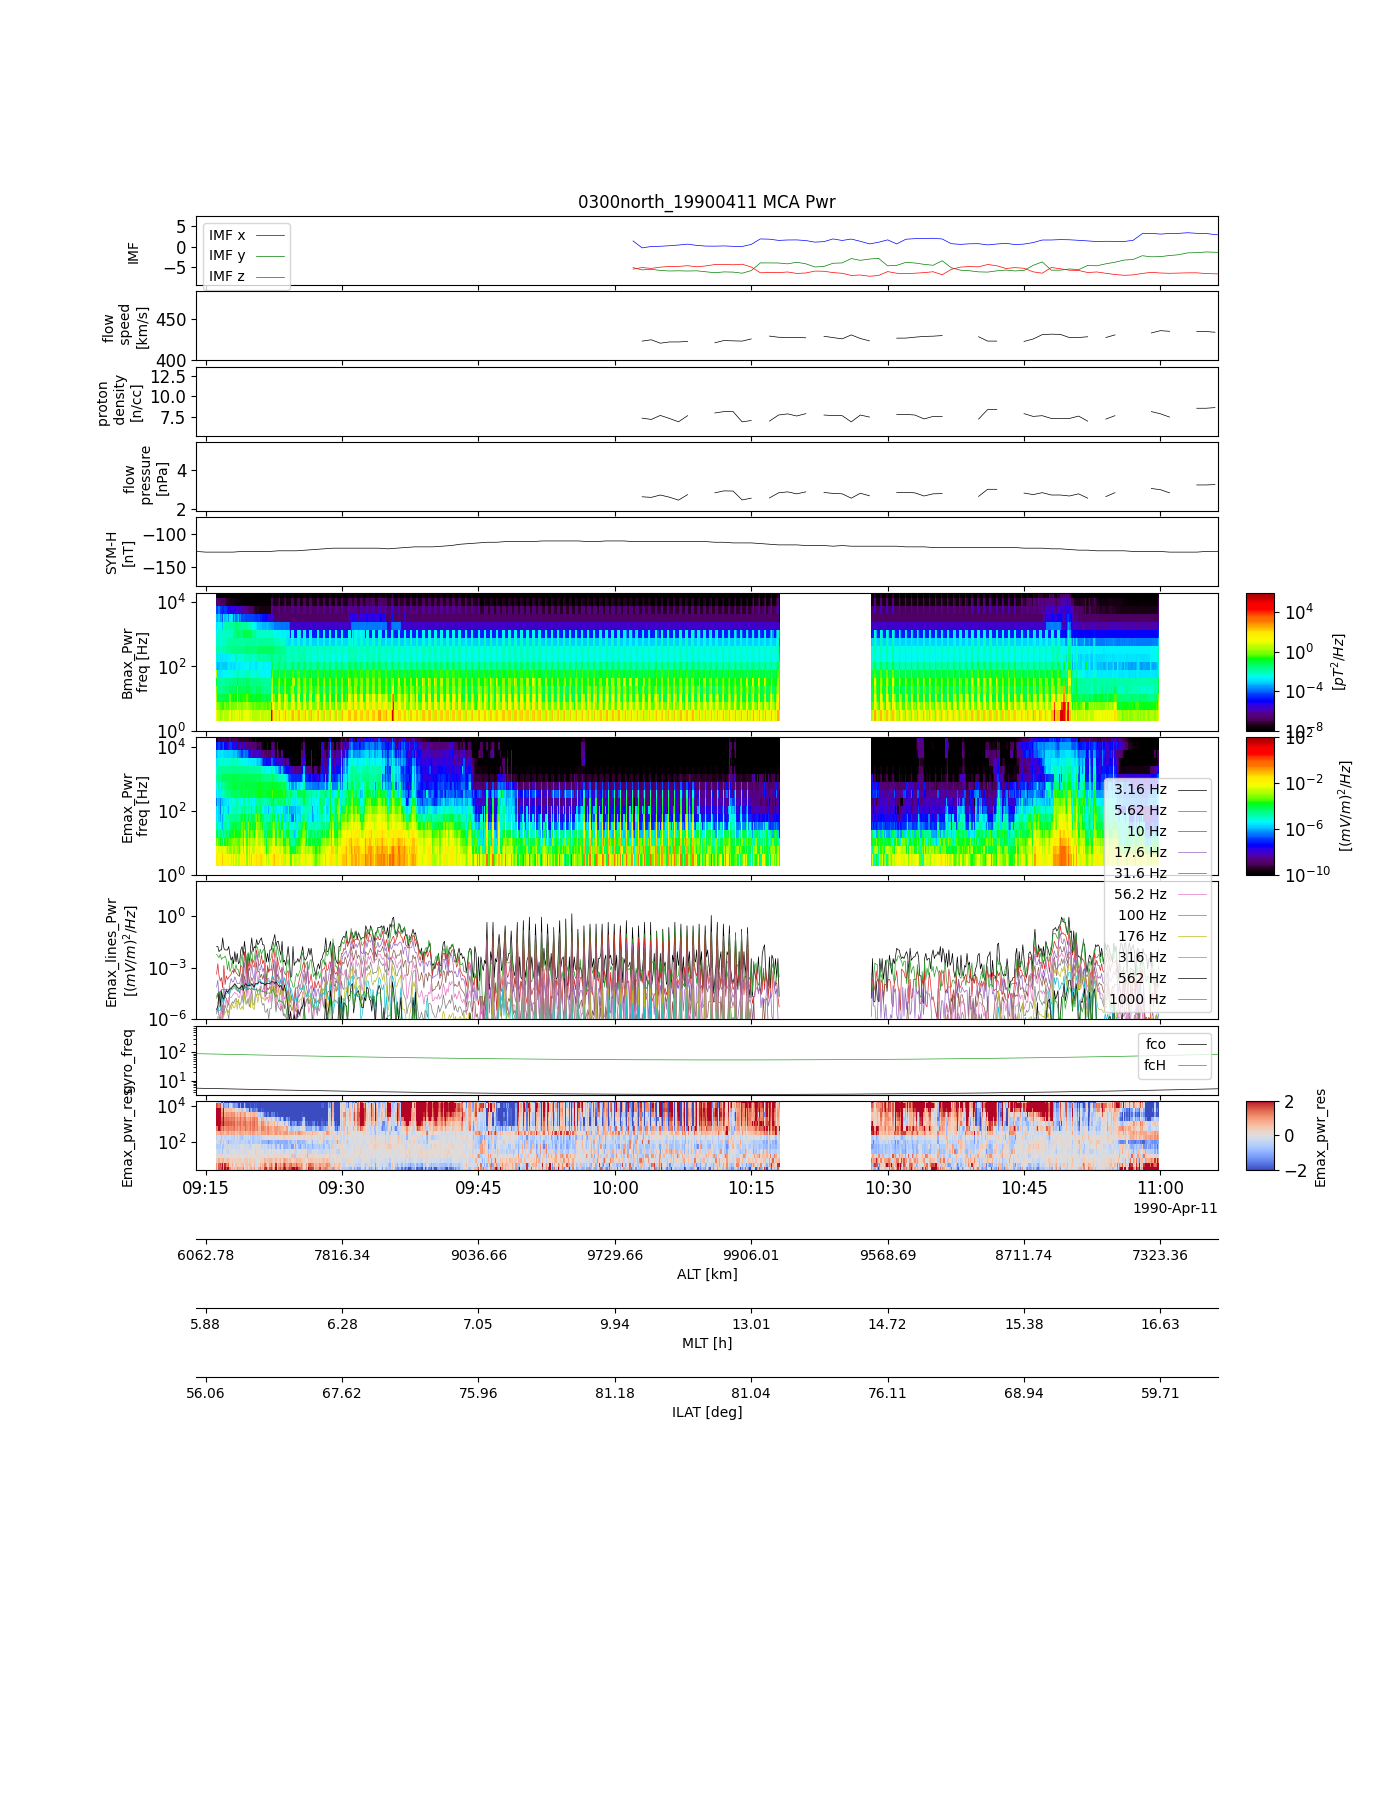 0300north_19900411 MCA Pwr
IMF
5
0
−5
IMF x
IMF y
IMF z
flow
speed
[km/s]
450
400
proton
density
[n/cc]
12.5
10.0
7.5
flow
pressure
[nPa]
4
2
SYM-H
[nT]
−100
−150
Bmax_Pwr
freq [Hz]
10^4
10^2
10^0
10^4
10^0
10^−4
10^−8
[pT^2/Hz]
Emax_Pwr
freq [Hz]
10^4
10^2
10^0
10^2
10^−2
10^−6
10^−10
[(mV/m)^2/Hz]
3.16 Hz
5.62 Hz
10 Hz
17.6 Hz
31.6 Hz
56.2 Hz
100 Hz
176 Hz
316 Hz
562 Hz
1000 Hz
Emax_lines_Pwr
[(mV/m)^2/Hz]
10^0
10^−3
10^−6
gyro_freq
10^2
10^1
fco
fcH
Emax_pwr_res
10^4
10^2
2
0
−2
Emax_pwr_res
09:15 09:30 09:45 10:00 10:15 10:30 10:45 11:00
1990-Apr-11
6062.78 7816.34 9036.66 9729.66 9906.01 9568.69 8711.74 7323.36
ALT [km]
5.88 6.28 7.05 9.94 13.01 14.72 15.38 16.63
MLT [h]
56.06 67.62 75.96 81.18 81.04 76.11 68.94 59.71
ILAT [deg]